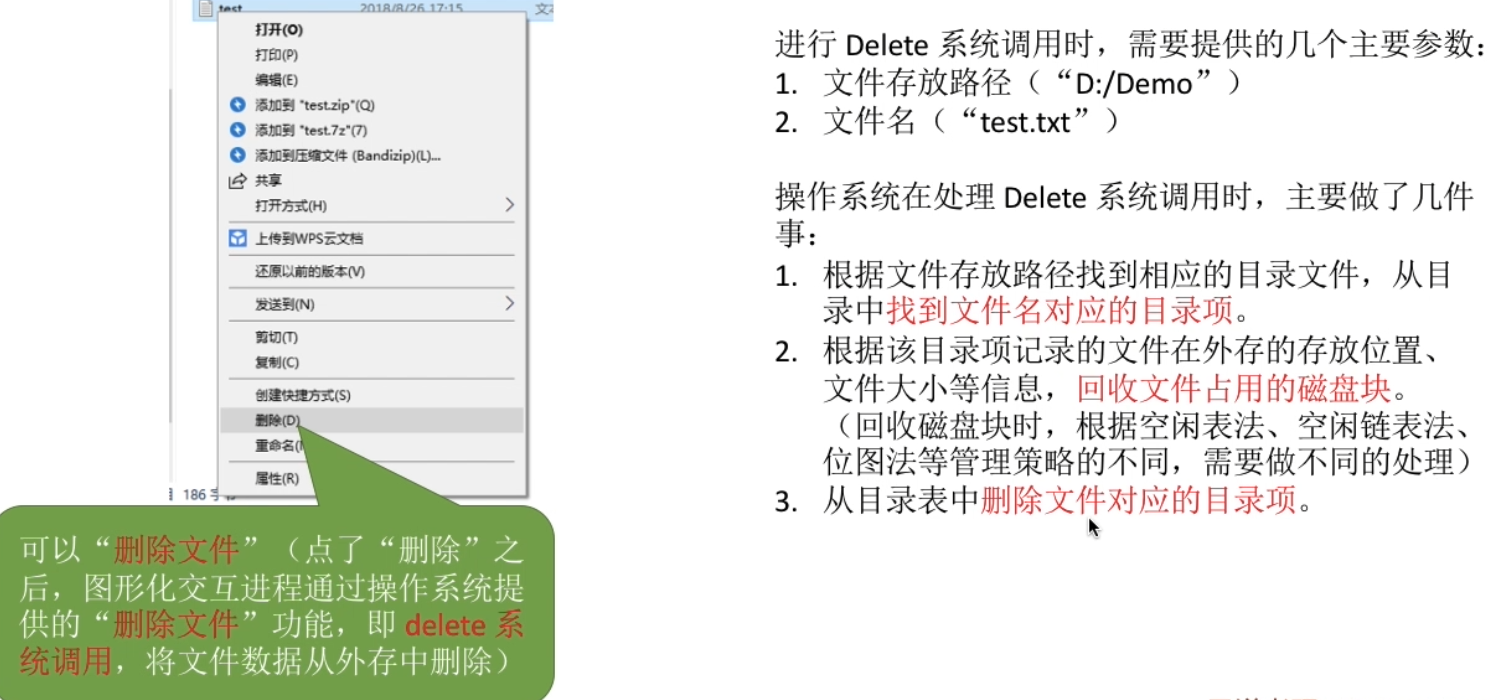 test 2018/8/26 17:15
打开(O)
打印(P)
编辑(E)
添加到 "test.zip"(Q)
添加到 "test.7z"(7)
添加到压缩文件 (Bandizip)(L)...
共享
打开方式(H)
上传到WPS云文档
还原以前的版本(V)
发送到(N)
剪切(T)
复制(C)
创建快捷方式(S)
删除(D)
重命名
属性(R)
186
可以“删除文件”（点了“删除”之
后，图形化交互进程通过操作系统提
供的“删除文件”功能，即 delete 系
统调用，将文件数据从外存中删除）
进行 Delete 系统调用时，需要提供的几个主要参数：
1. 文件存放路径（“D:/Demo”）
2. 文件名（“test.txt”）
操作系统在处理 Delete 系统调用时，主要做了几件
事：
1. 根据文件存放路径找到相应的目录文件，从目
录中找到文件名对应的目录项。
2. 根据该目录项记录的文件在外存的存放位置、
文件大小等信息，回收文件占用的磁盘块。
（回收磁盘块时，根据空闲表法、空闲链表法、
位图法等管理策略的不同，需要做不同的处理）
3. 从目录表中删除文件对应的目录项。